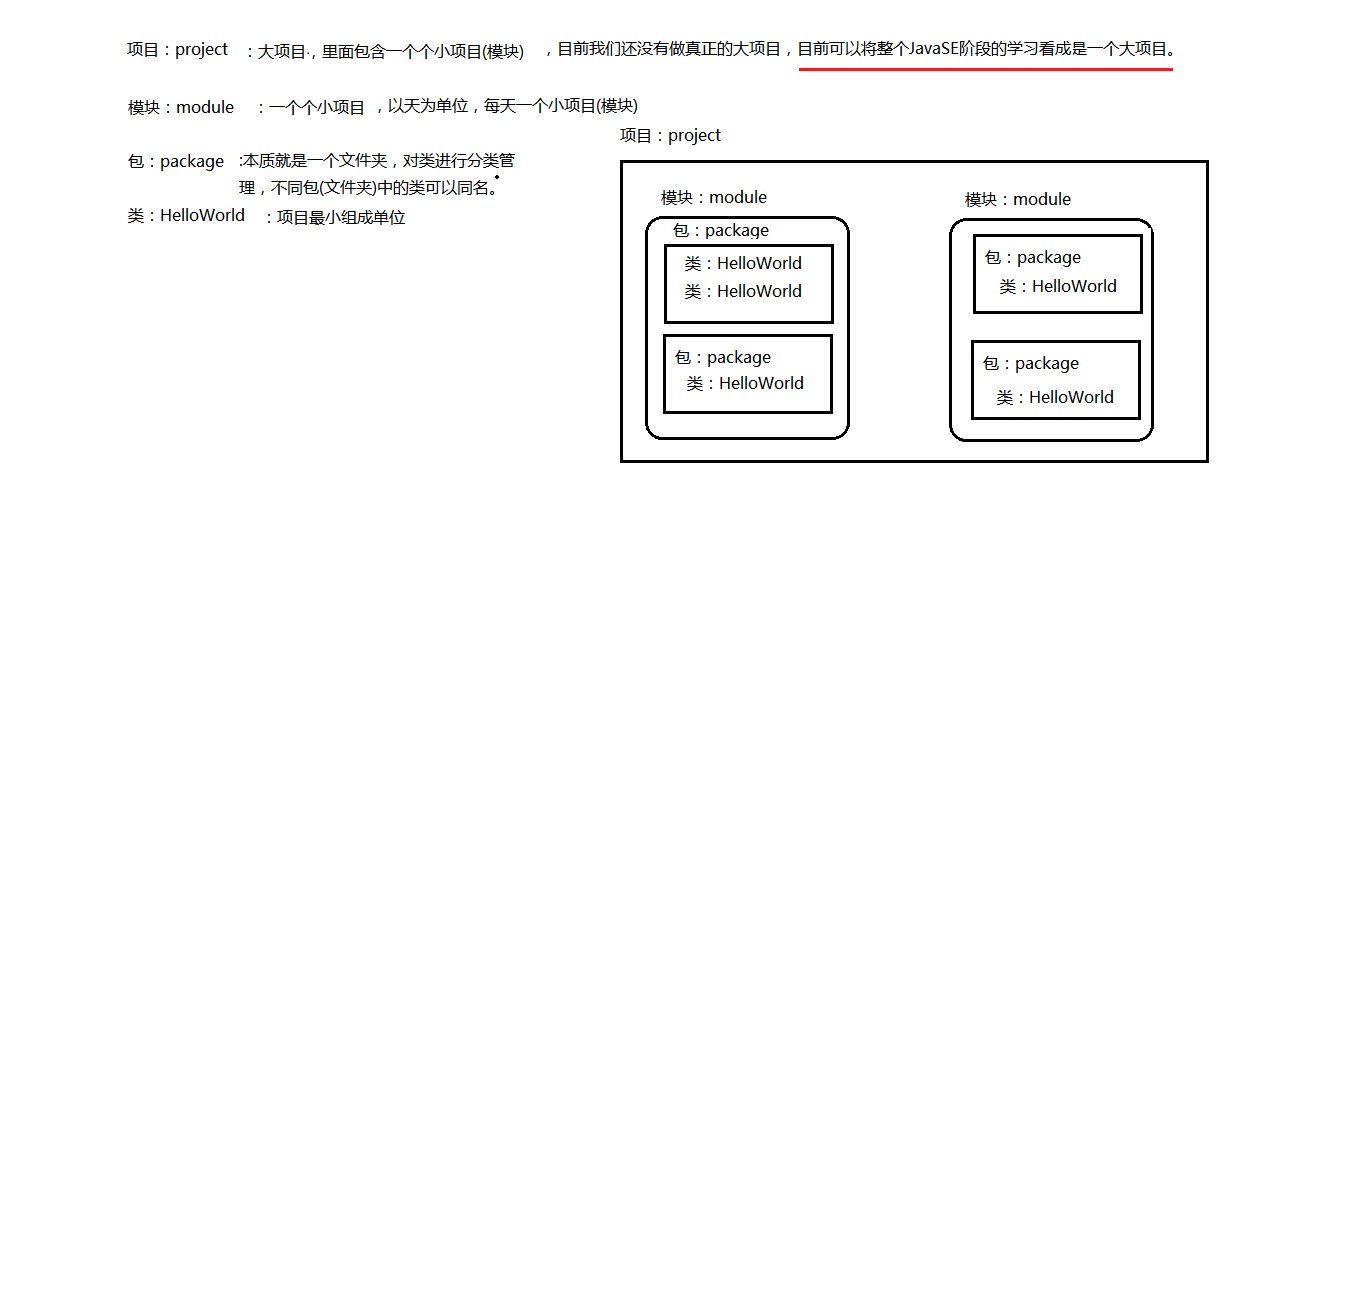 项目：project ：大项目·，里面包含一个个小项目(模块) ，目前我们还没有做真正的大项目，目前可以将整个JavaSE阶段的学习看成是一个大项目。
模块：module ：一个个小项目 ，以天为单位，每天一个小项目(模块)
包：package :本质就是一个文件夹，对类进行分类管
理，不同包(文件夹)中的类可以同名。
类：HelloWorld ：项目最小组成单位
项目：project
模块：module
包：package
类：HelloWorld
类：HelloWorld
包：package
类：HelloWorld
模块：module
包：package
类：HelloWorld
包：package
类：HelloWorld